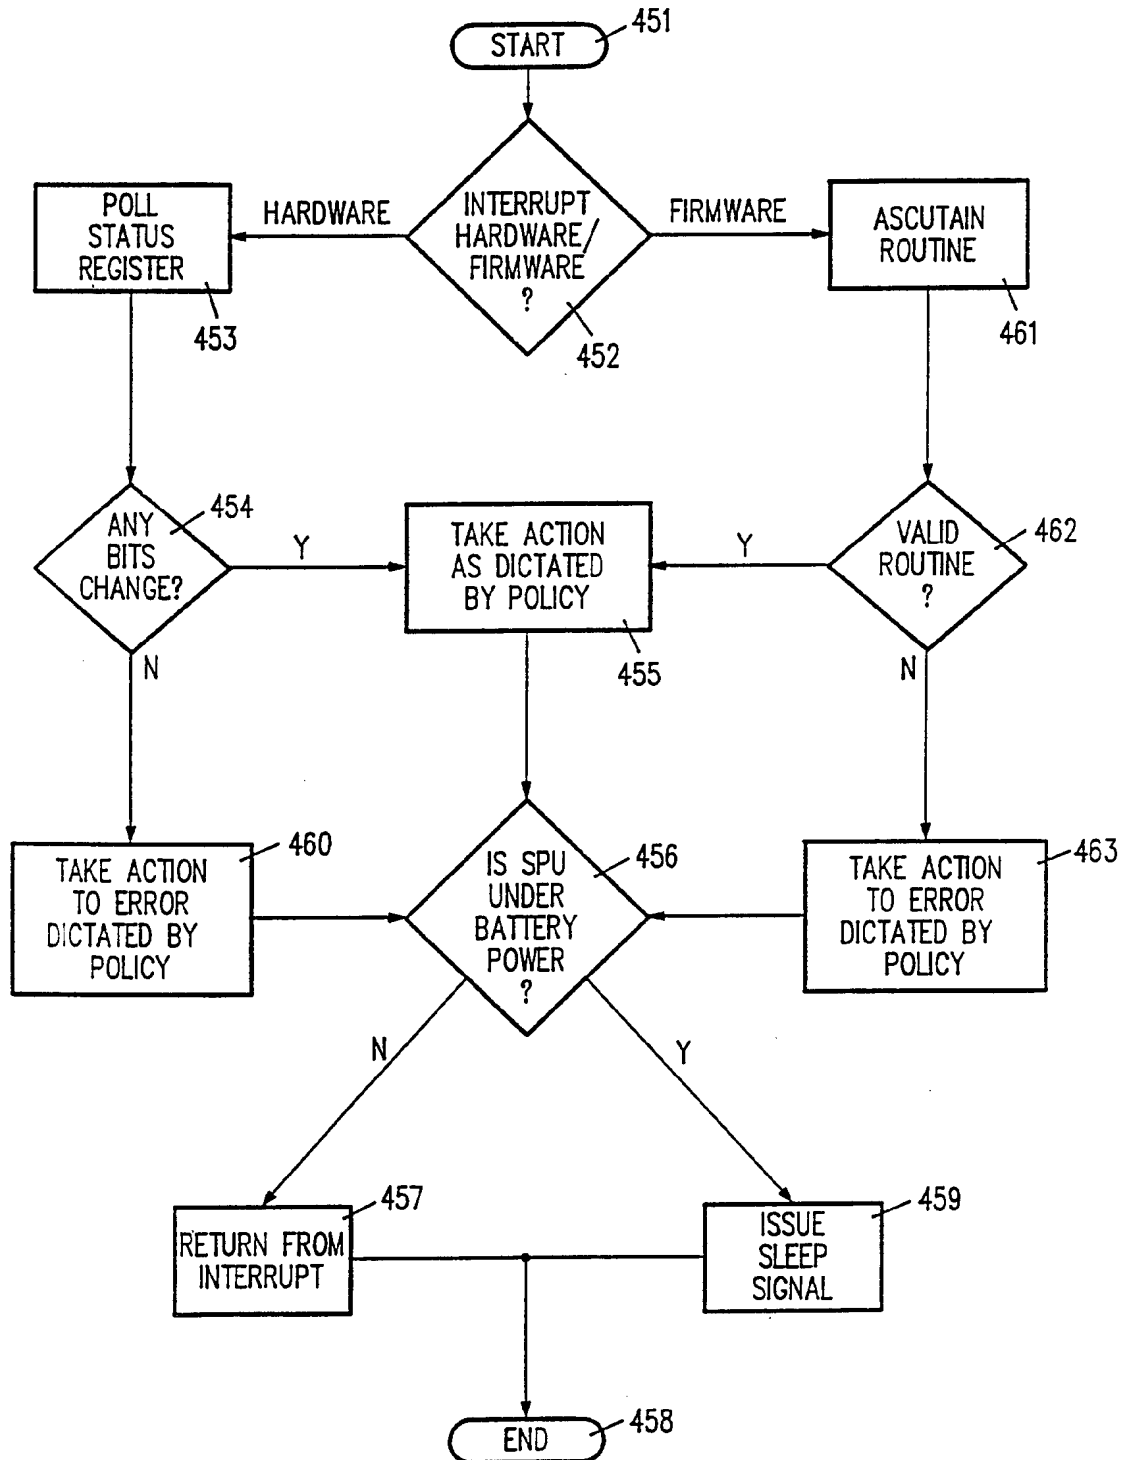 START
451
INTERRUPT
HARDWARE/
FIRMWARE
?
452
HARDWARE
FIRMWARE
POLL
STATUS
REGISTER
453
ASCUTAIN
ROUTINE
461
ANY
BITS
CHANGE?
454
Y
N
TAKE ACTION
AS DICTATED
BY POLICY
455
VALID
ROUTINE
?
462
Y
N
TAKE ACTION
TO ERROR
DICTATED BY
POLICY
460
IS SPU
UNDER
BATTERY
POWER
?
456
TAKE ACTION
TO ERROR
DICTATED BY
POLICY
463
N
Y
RETURN FROM
INTERRUPT
457
ISSUE
SLEEP
SIGNAL
459
END
458